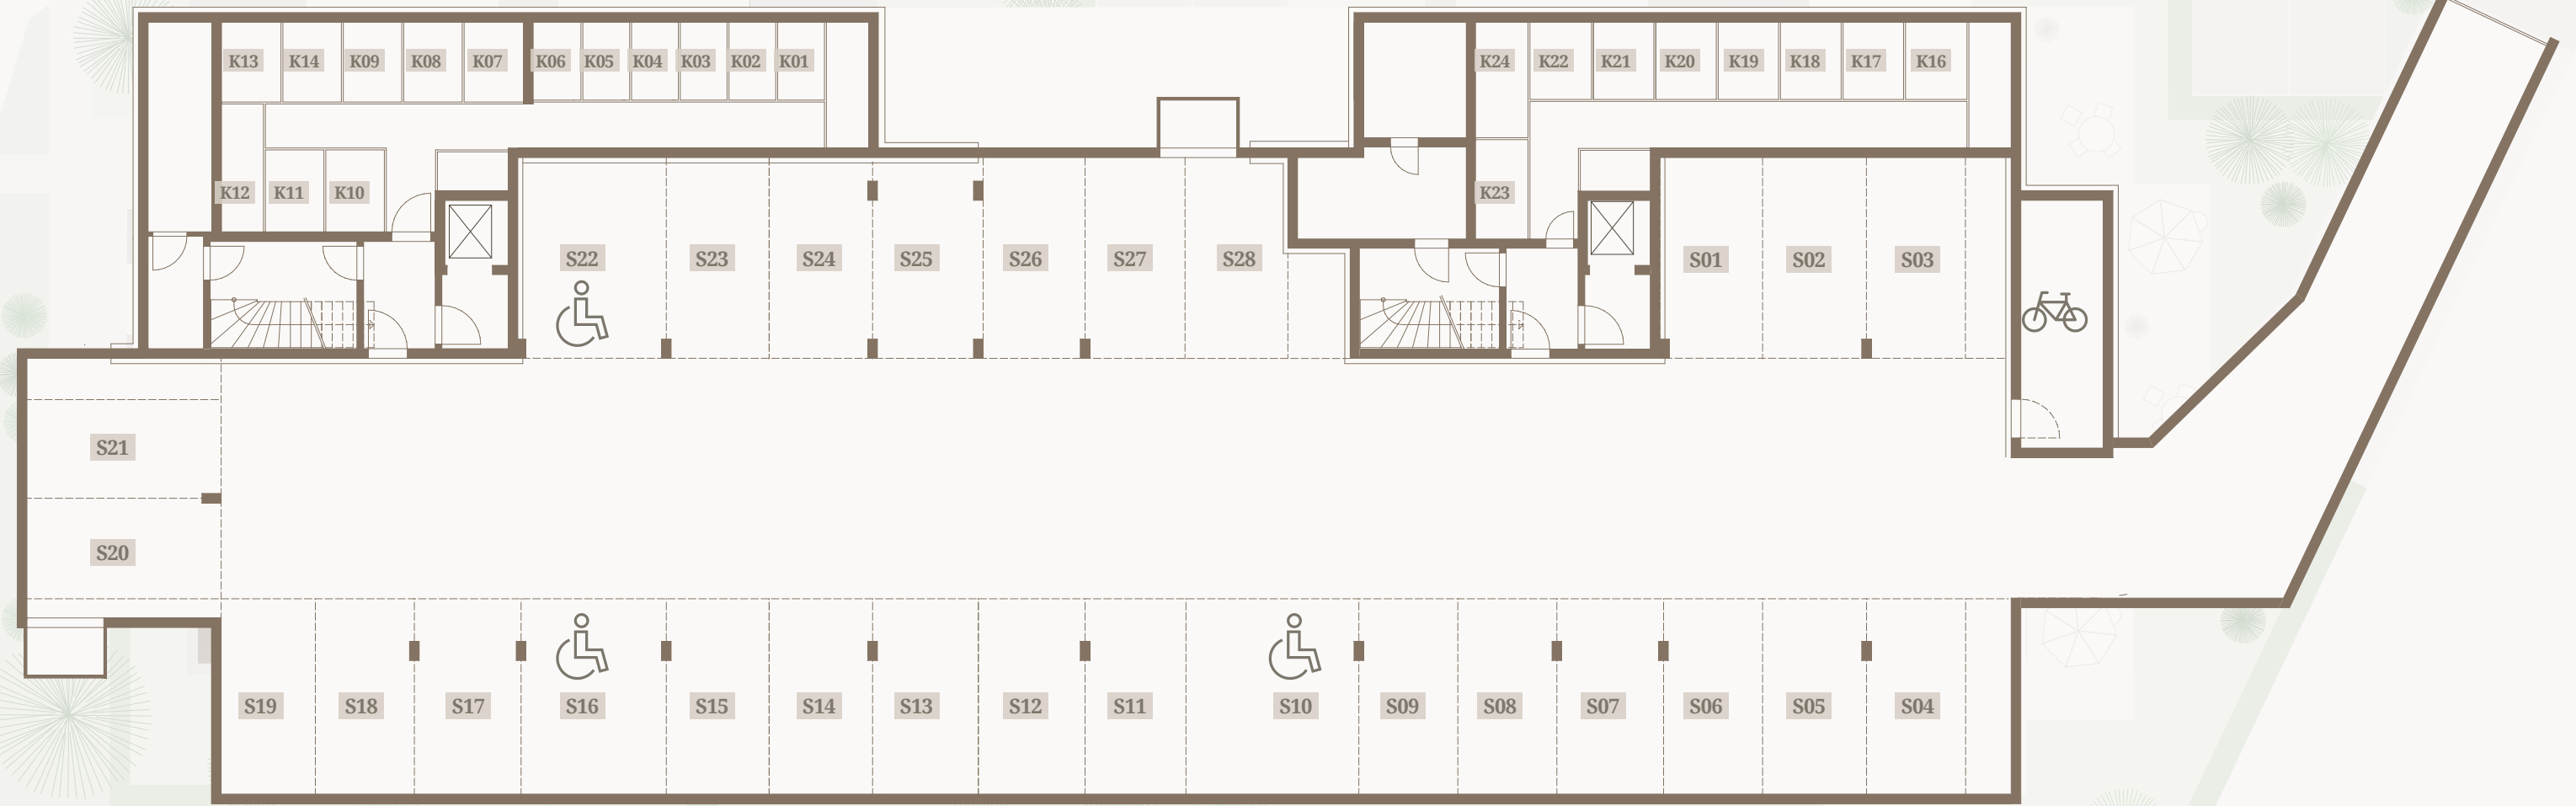 K13 K14 K09 K08 K07 K06 K05 K04 K03 K02 K01 K24 K22 K21 K20 K19 K18 K17 K16
K12 K11 K10 K23
S22 S23 S24 S25 S26 S27 S28 S01 S02 S03
S21
S20
S19 S18 S17 S16 S15 S14 S13 S12 S11 S10 S09 S08 S07 S06 S05 S04